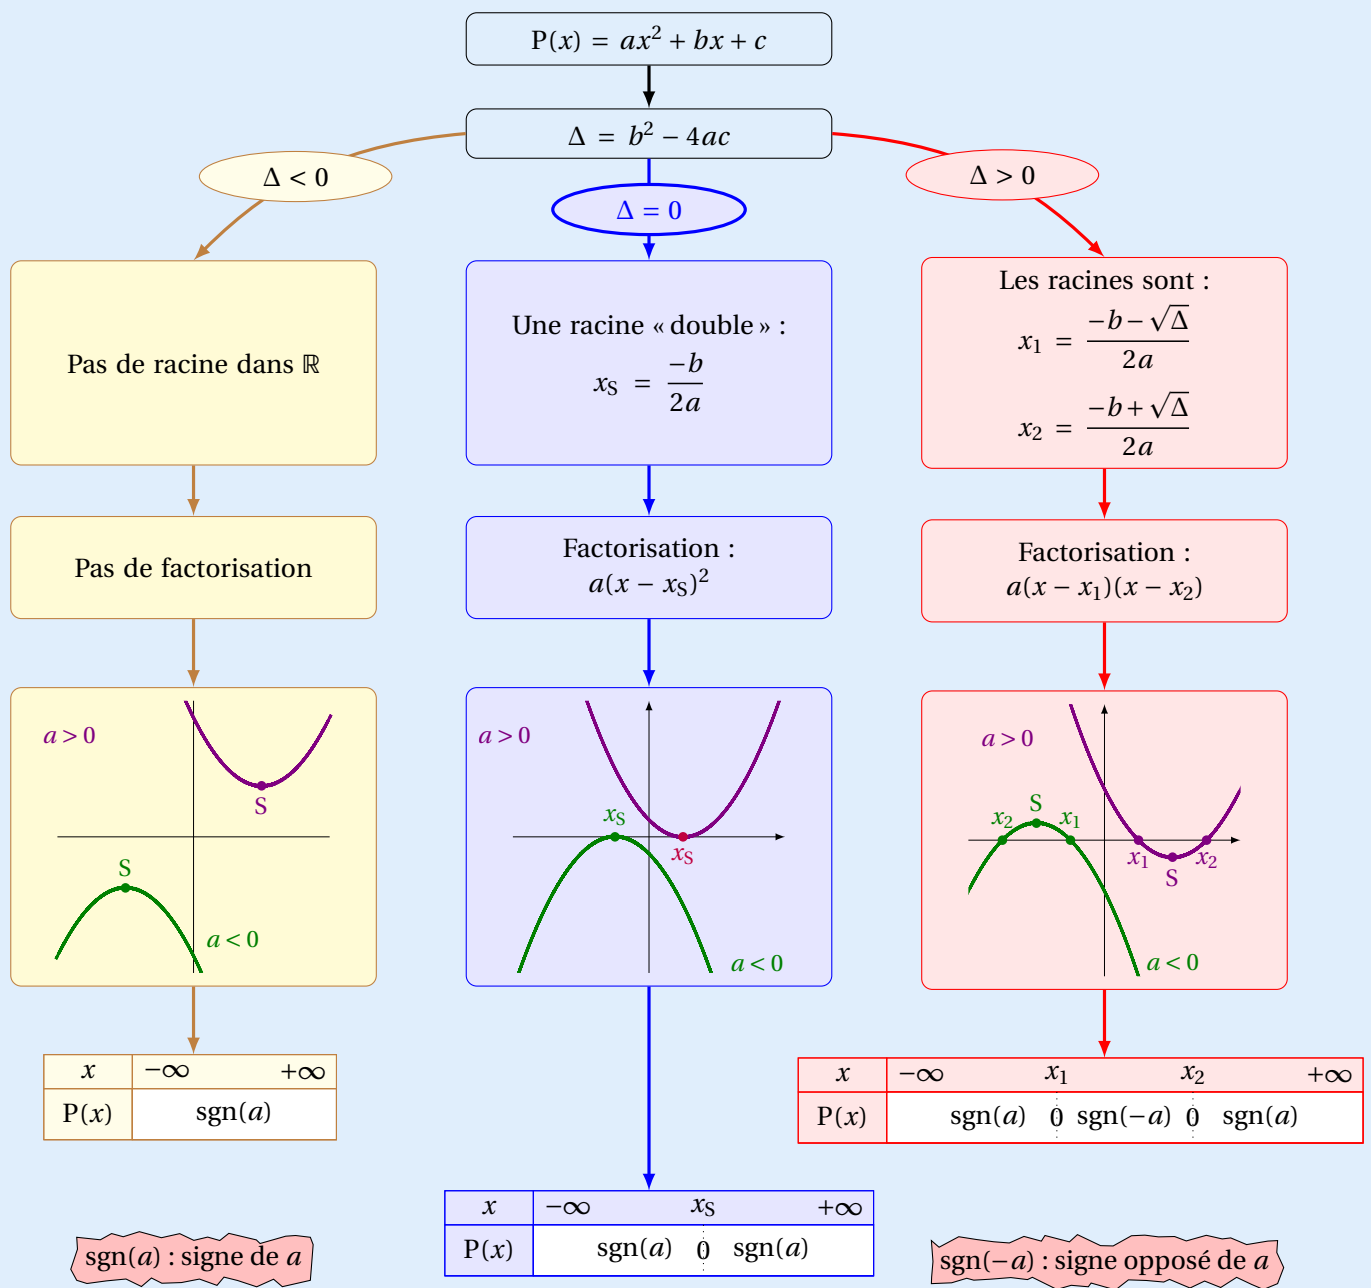 P(x) = ax² + bx + c
Δ = b² − 4ac
Δ < 0
Δ = 0
Δ > 0
Pas de racine dans ℝ
Une racine « double » :
x_S = −b / 2a
Les racines sont :
x₁ = (−b − √Δ) / 2a
x₂ = (−b + √Δ) / 2a
Pas de factorisation
Factorisation :
a(x − x_S)²
Factorisation :
a(x − x₁)(x − x₂)
a > 0
S
S
a < 0
a > 0
x_S
x_S
a < 0
a > 0
x₂
S
x₁
x₁
S
x₂
a < 0
x −∞ +∞
P(x) sgn(a)
x −∞ x₁ x₂ +∞
P(x) sgn(a) 0 sgn(−a) 0 sgn(a)
x −∞ x_S +∞
P(x) sgn(a) 0 sgn(a)
sgn(a) : signe de a
sgn(−a) : signe opposé de a